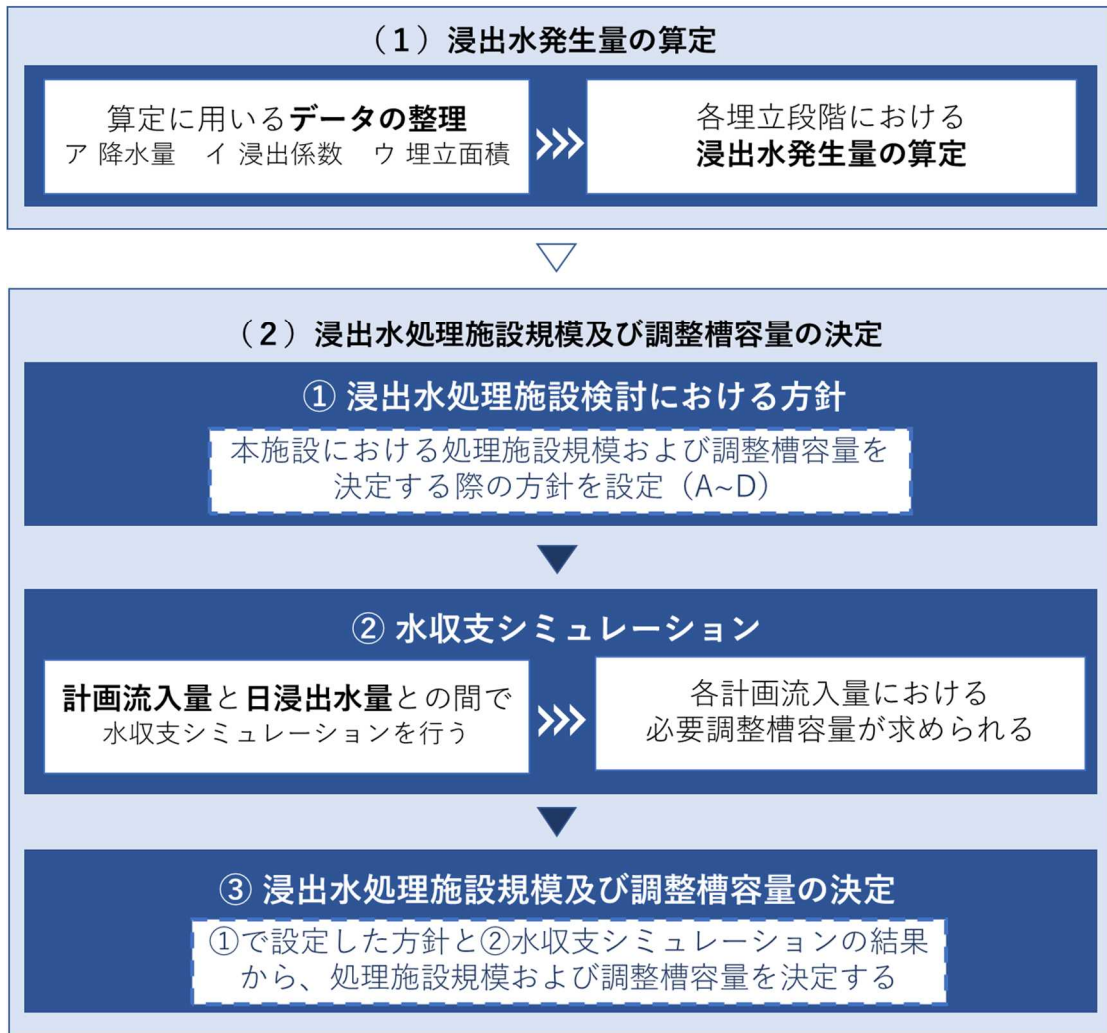 （1）浸出水発生量の算定
算定に用いるデータの整理
ア 降水量　イ 浸出係数　ウ 埋立面積
各埋立段階における
浸出水発生量の算定
（2）浸出水処理施設規模及び調整槽容量の決定
① 浸出水処理施設検討における方針
本施設における処理施設規模および調整槽容量を
決定する際の方針を設定（A~D）
② 水収支シミュレーション
計画流入量と日浸出水量との間で
水収支シミュレーションを行う
各計画流入量における
必要調整槽容量が求められる
③ 浸出水処理施設規模及び調整槽容量の決定
①で設定した方針と②水収支シミュレーションの結果
から、処理施設規模および調整槽容量を決定する